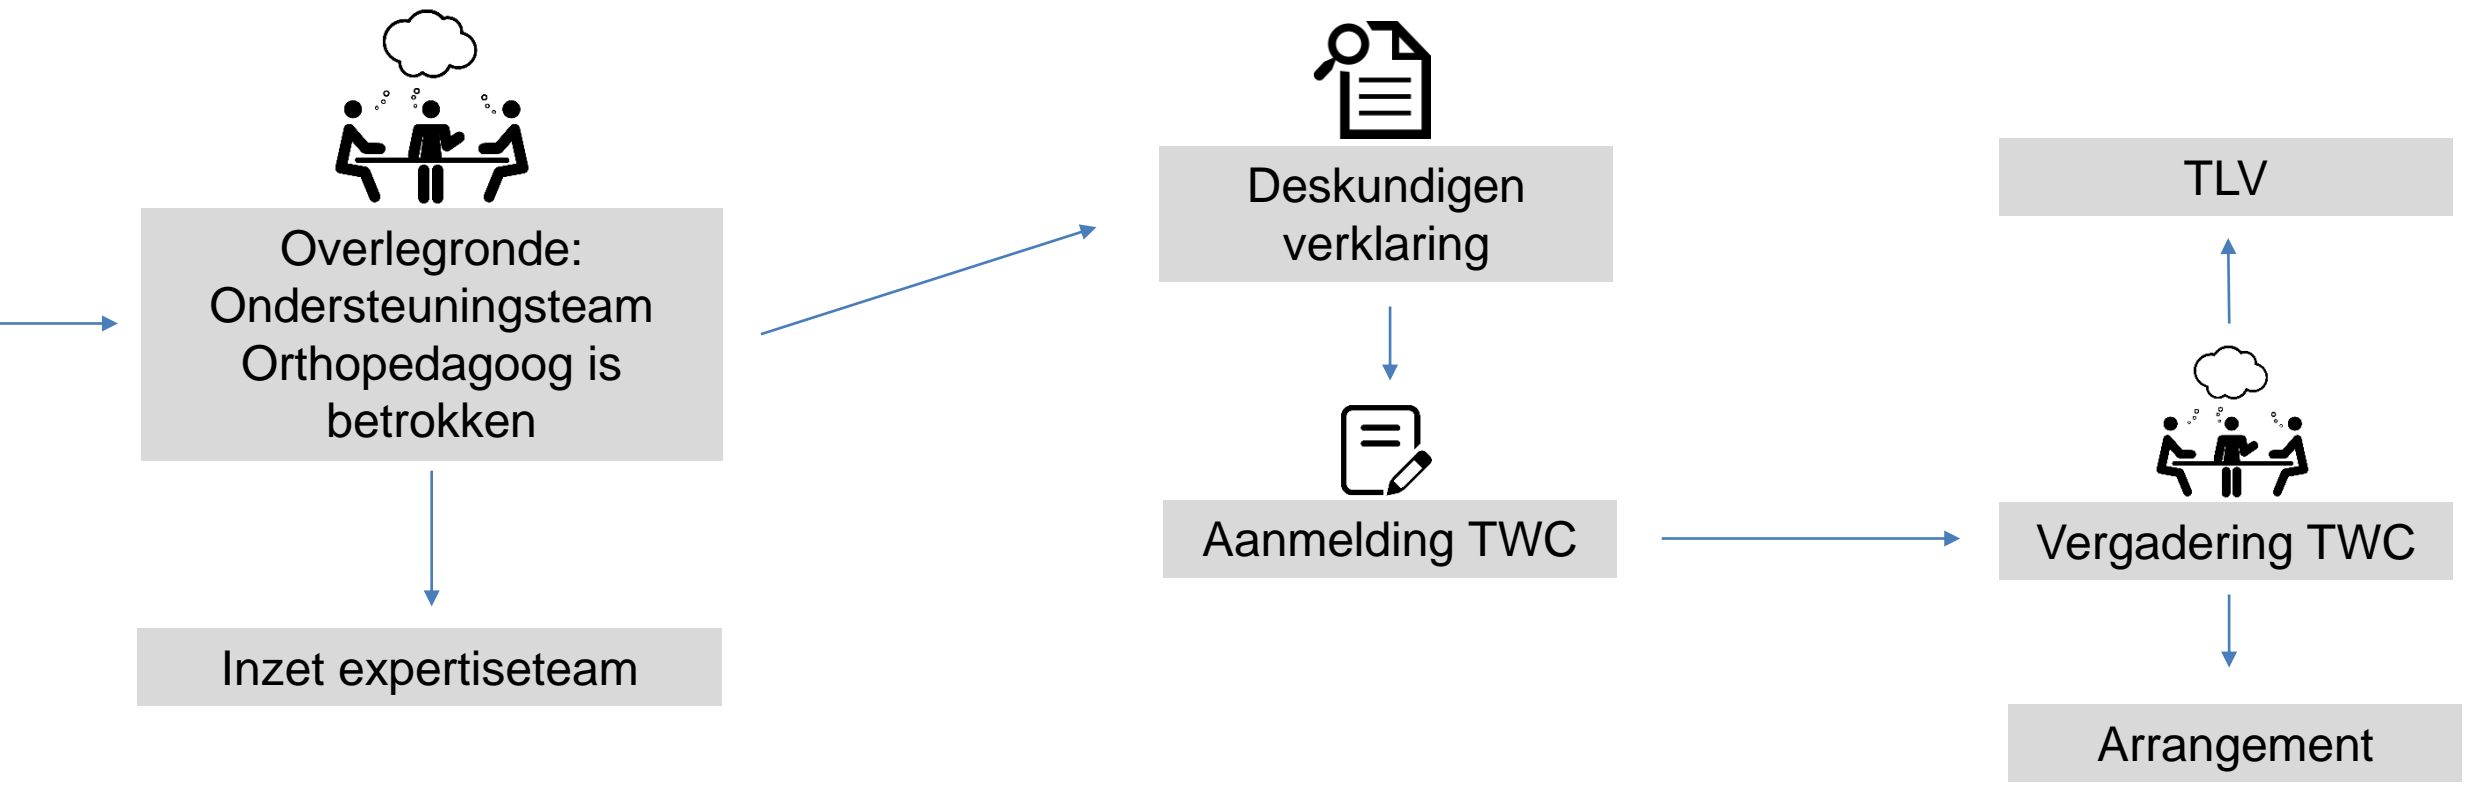 Overlegronde:
Ondersteuningsteam
Orthopedagoog is
betrokken
Inzet expertiseteam
Deskundigen
verklaring
Aanmelding TWC
TLV
Vergadering TWC
Arrangement